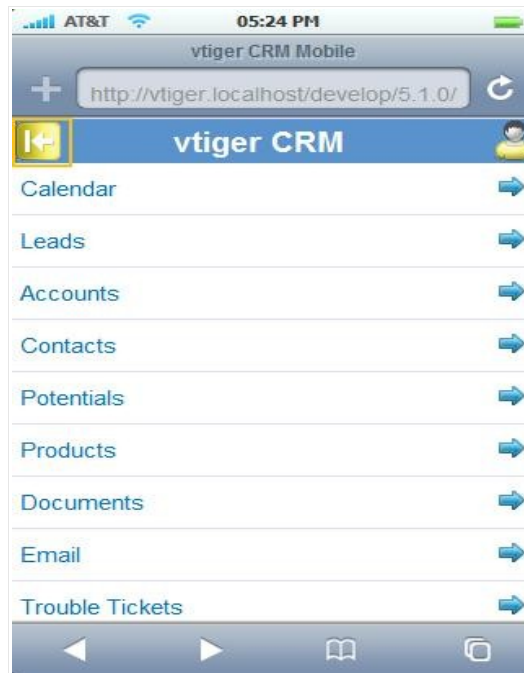 AT&T 05:24 PM
vtiger CRM Mobile
http://vtiger.localhost/develop/5.1.0/
vtiger CRM
Calendar
Leads
Accounts
Contacts
Potentials
Products
Documents
Email
Trouble Tickets